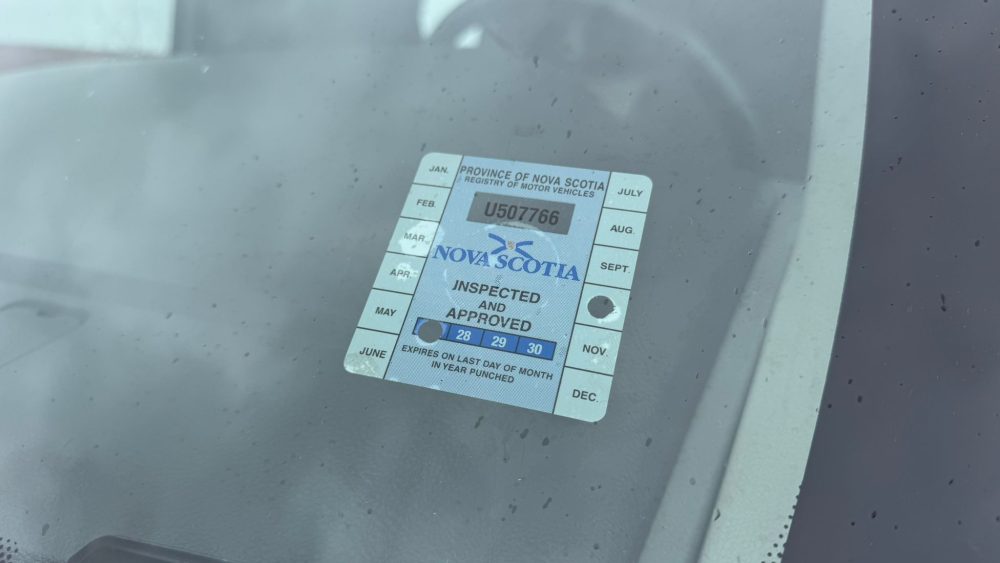 JAN.
FEB.
MAR.
APR.
MAY
JUNE
PROVINCE OF NOVA SCOTIA
REGISTRY OF MOTOR VEHICLES
U507766
NOVA SCOTIA
INSPECTED
AND
APPROVED
28 29 30
EXPIRES ON LAST DAY OF MONTH
IN YEAR PUNCHED
JULY
AUG.
SEPT.
NOV.
DEC.